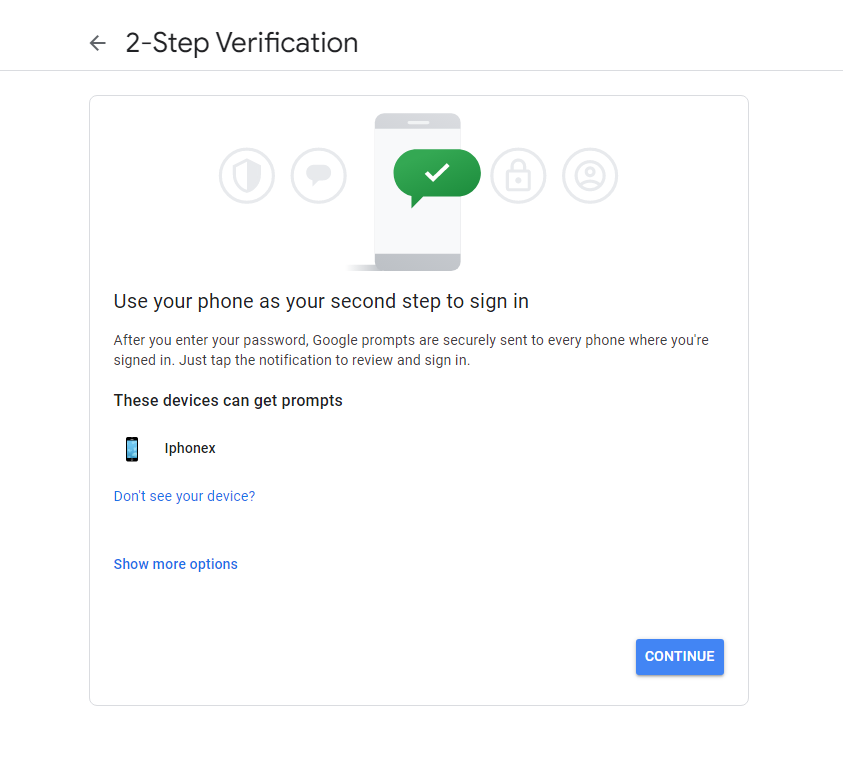 2-Step Verification
Use your phone as your second step to sign in
After you enter your password, Google prompts are securely sent to every phone where you're
signed in. Just tap the notification to review and sign in.
These devices can get prompts
Iphonex
Don't see your device?
Show more options
CONTINUE